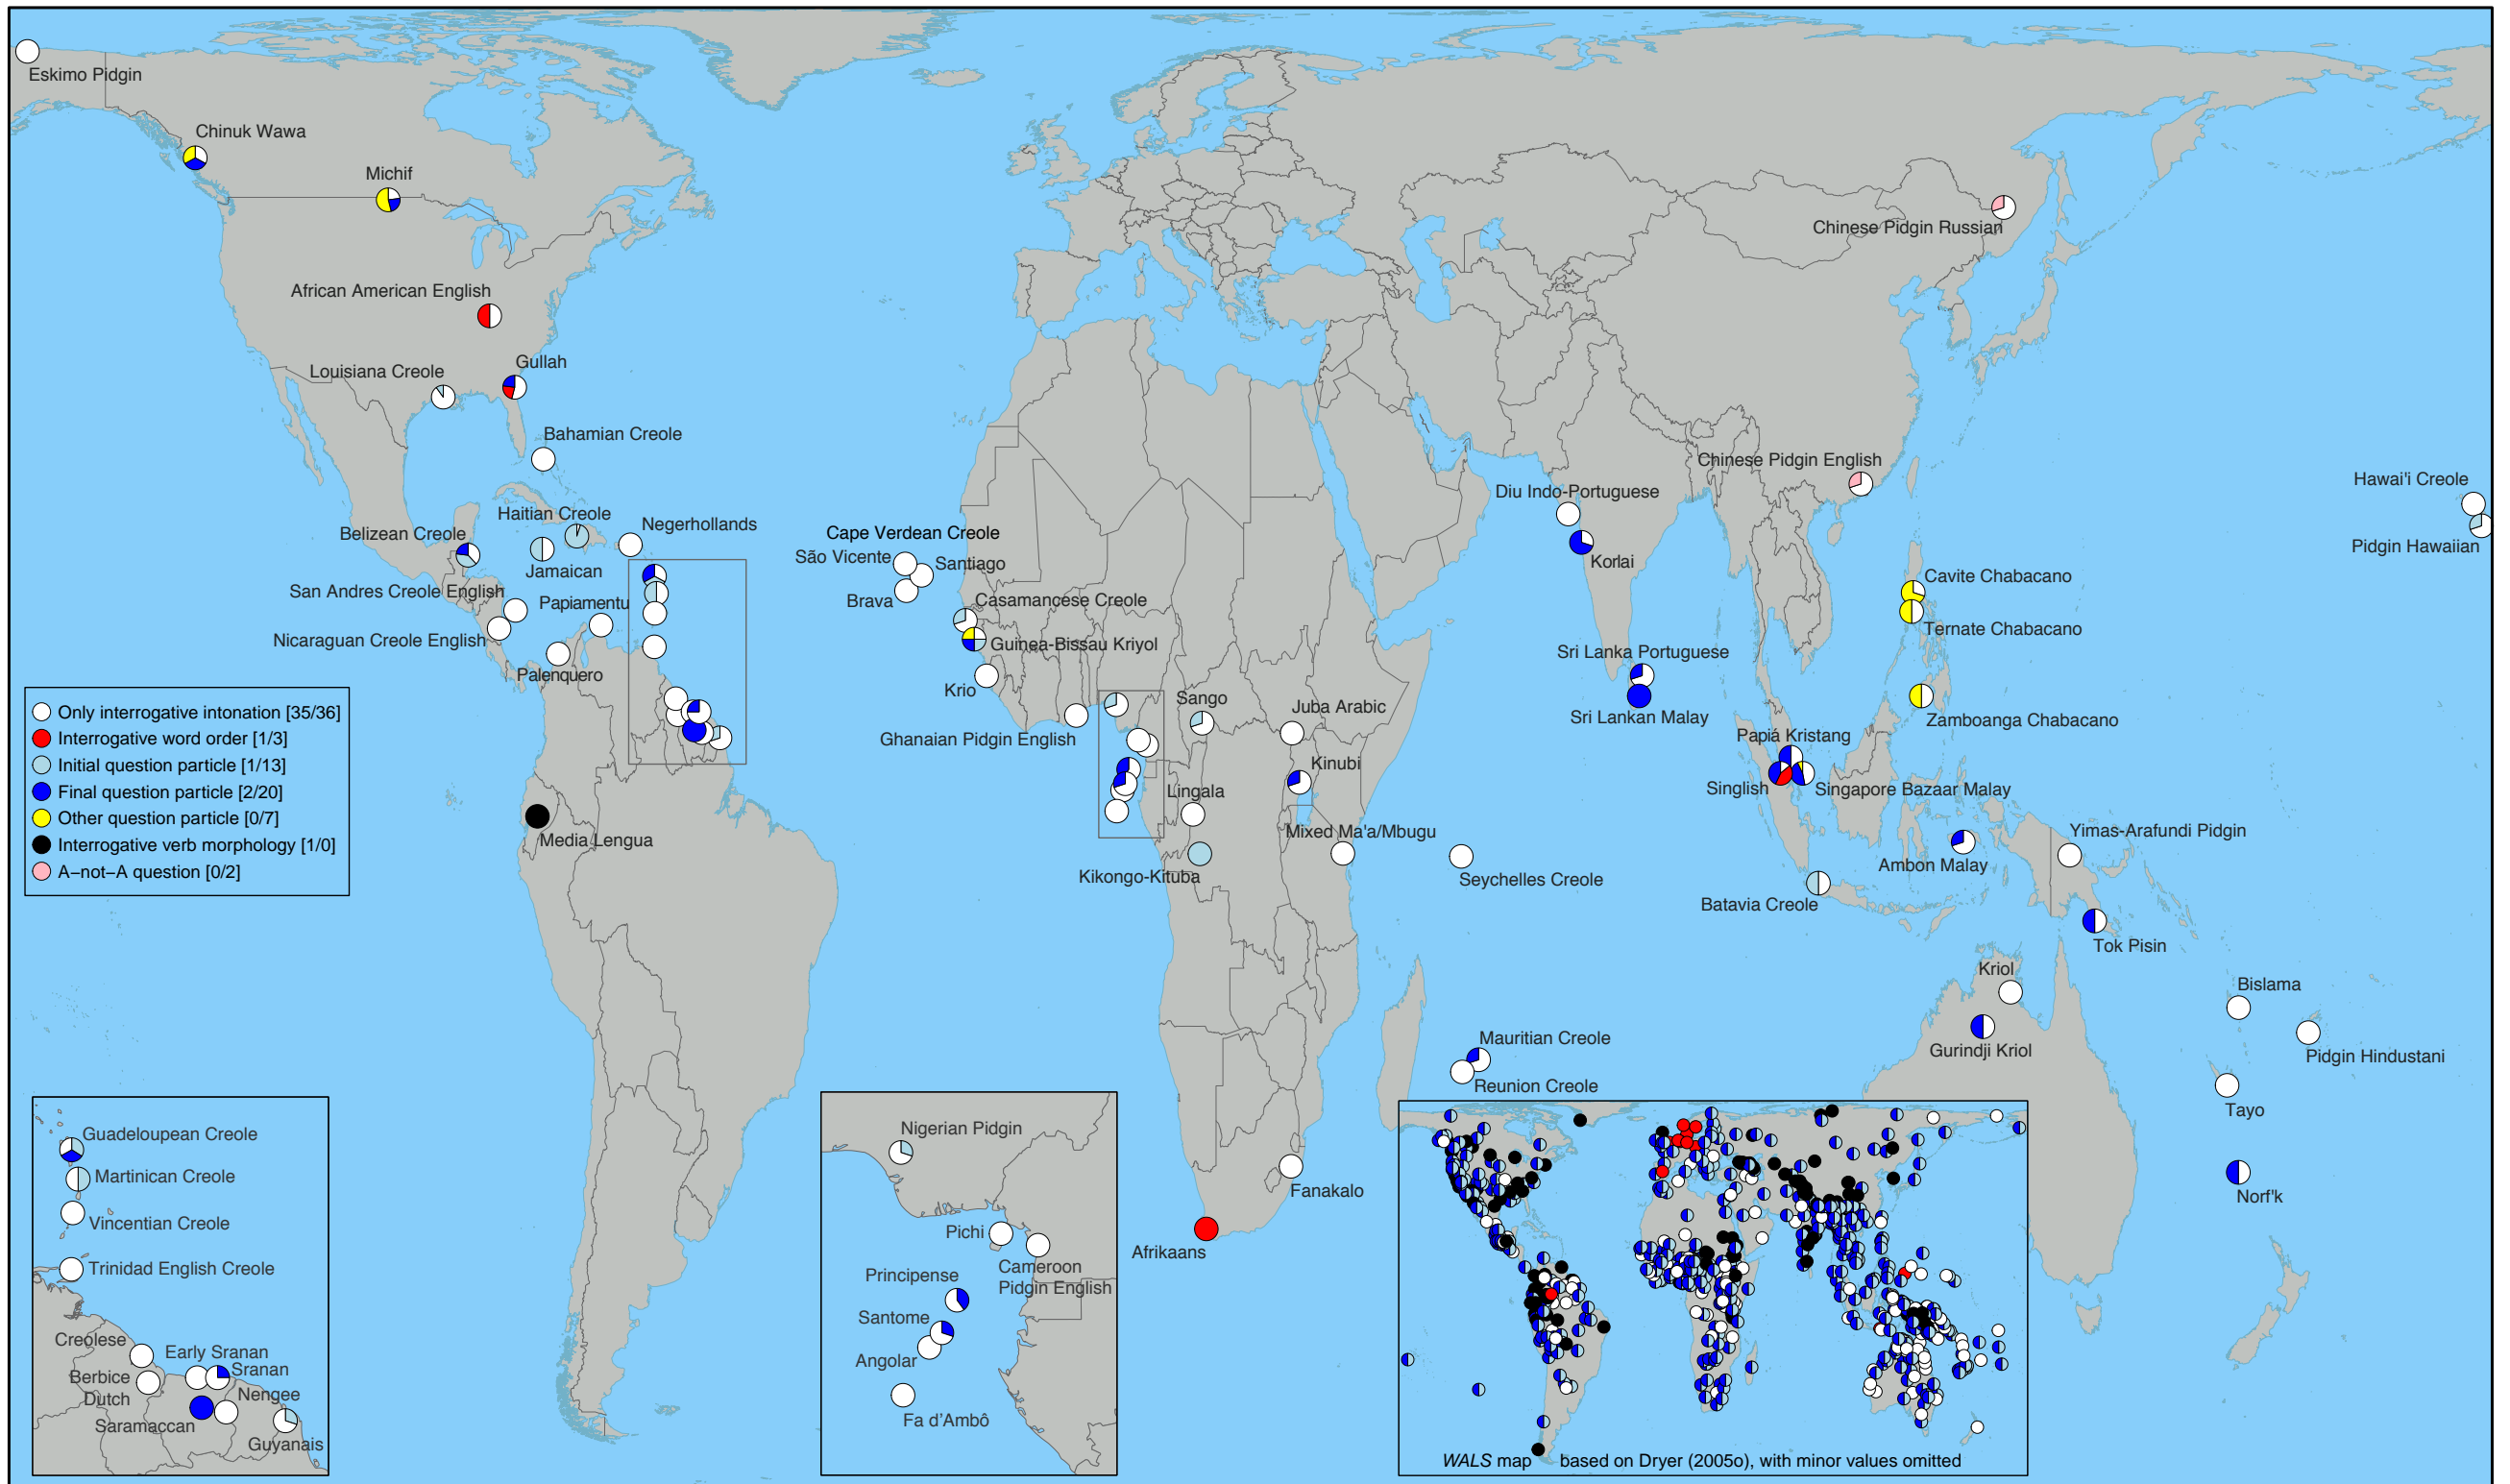 Eskimo Pidgin
Chinuk Wawa
Michif
African American English
Louisiana Creole
Gullah
Bahamian Creole
Haitian Creole
Belizean Creole
Jamaican
Negerhollands
San Andres Creole English
Papiamentu
Nicaraguan Creole English
Palenquero
Media Lengua
Cape Verdean Creole
São Vicente
Santiago
Brava
Casamancese Creole
Guinea-Bissau Kriyol
Krio
Ghanaian Pidgin English
Sango
Juba Arabic
Kinubi
Lingala
Mixed Ma'a/Mbugu
Kikongo-Kituba
Seychelles Creole
Mauritian Creole
Reunion Creole
Fanakalo
Afrikaans
Chinese Pidgin Russian
Chinese Pidgin English
Diu Indo-Portuguese
Korlai
Sri Lanka Portuguese
Sri Lankan Malay
Cavite Chabacano
Ternate Chabacano
Zamboanga Chabacano
Papiá Kristang
Singlish
Singapore Bazaar Malay
Ambon Malay
Batavia Creole
Yimas-Arafundi Pidgin
Tok Pisin
Kriol
Gurindji Kriol
Hawai'i Creole
Pidgin Hawaiian
Bislama
Pidgin Hindustani
Tayo
Norf'k
Only interrogative intonation [35/36]
Interrogative word order [1/3]
Initial question particle [1/13]
Final question particle [2/20]
Other question particle [0/7]
Interrogative verb morphology [1/0]
A–not–A question [0/2]
Guadeloupean Creole
Martinican Creole
Vincentian Creole
Trinidad English Creole
Creolese
Early Sranan
Sranan
Berbice
Dutch
Nengee
Saramaccan
Guyanais
Nigerian Pidgin
Pichi
Cameroon
Pidgin English
Principense
Santome
Angolar
Fa d'Ambô
WALS map based on Dryer (2005o), with minor values omitted